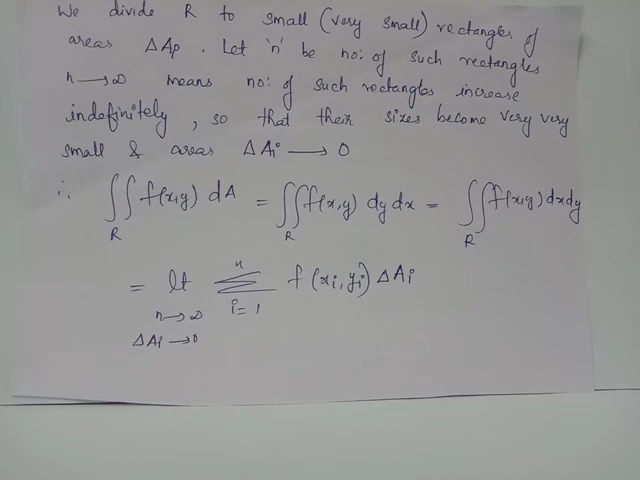 We divide R to small (very small) rectangles of
areas ΔAp. Let 'n' be no: of such rectangles
n → ∞ means no: of such rectangles increase
indefinitely, so that their sizes become very very
small & areas ΔAi → 0
∴ ∬ f(x,y) dA = ∬ f(x,y) dy dx = ∬ f(x,y) dx dy
R R R
= lt Σ f(xi, yi) ΔAi
n → ∞ i=1 n
ΔAi → 0